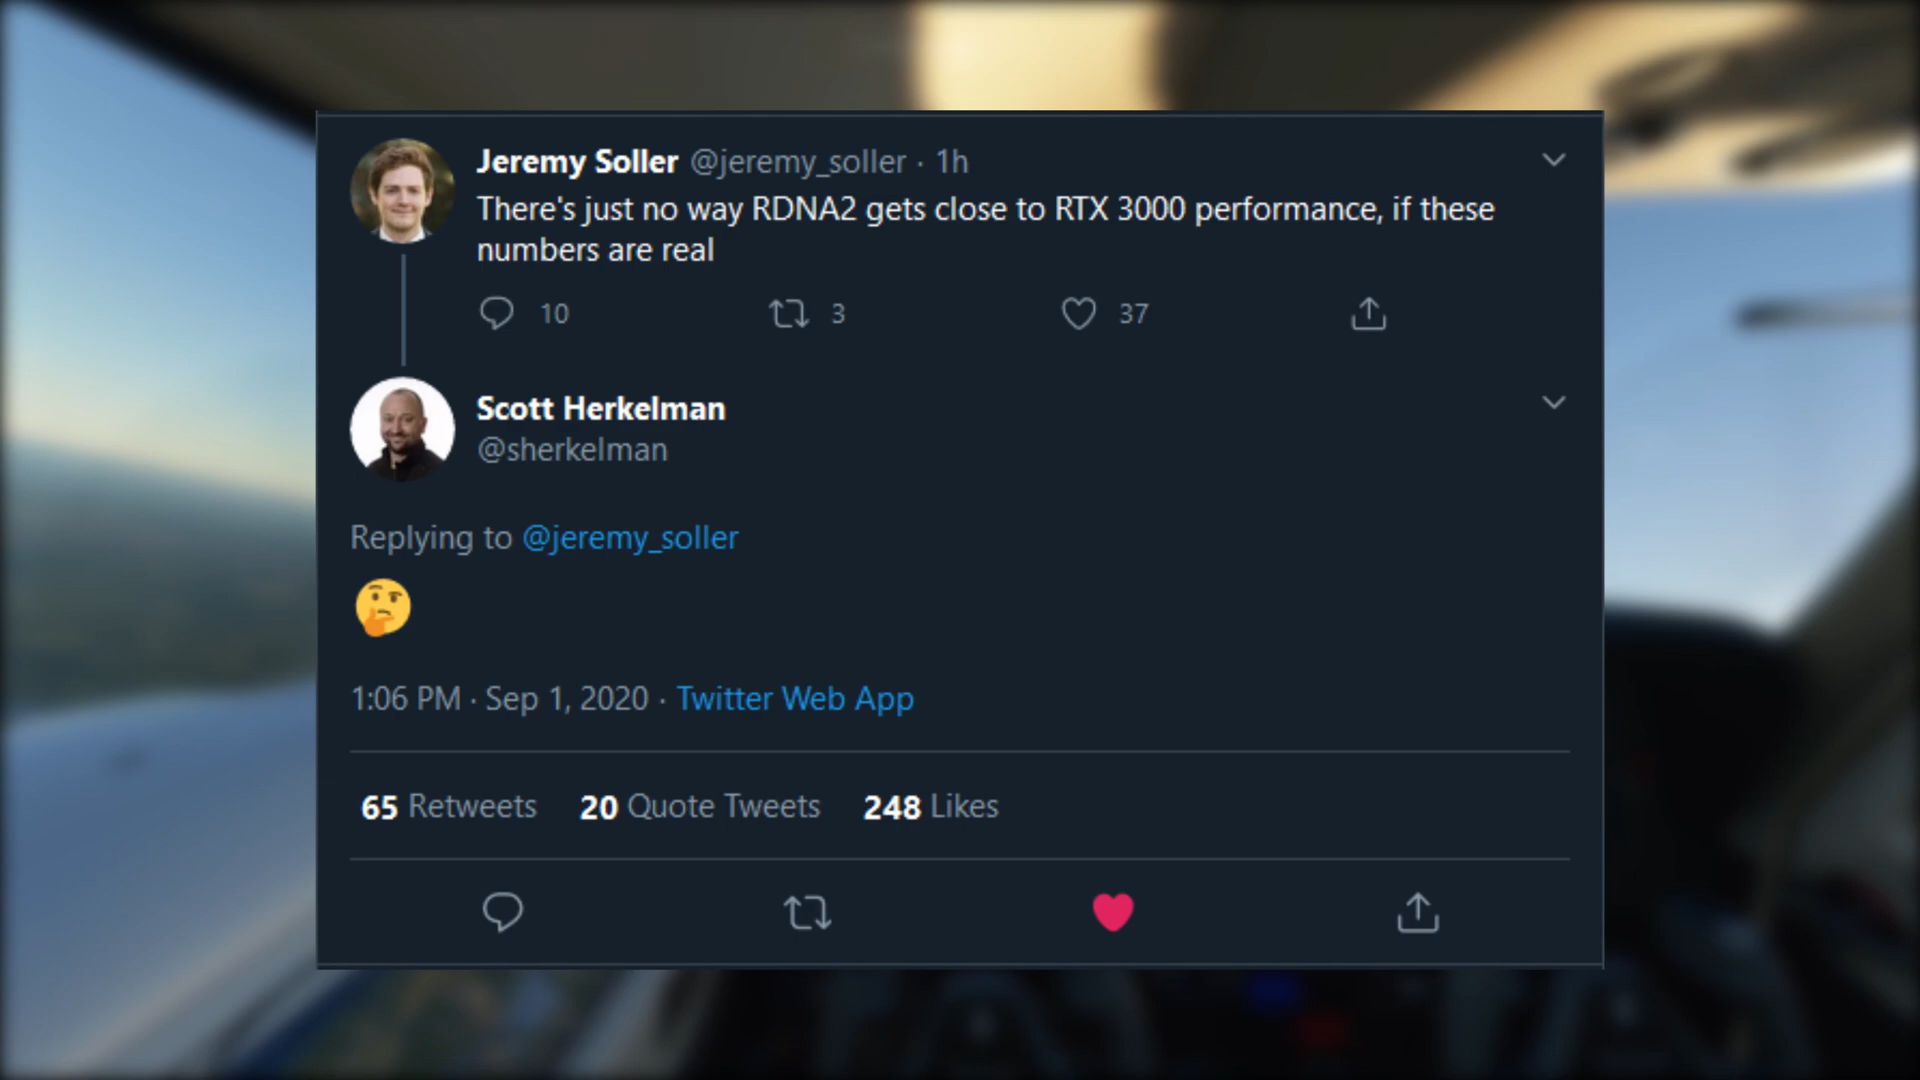 Jeremy Soller @jeremy_soller · 1h
There's just no way RDNA2 gets close to RTX 3000 performance, if these
numbers are real
10 3 37
Scott Herkelman
@sherkelman
Replying to @jeremy_soller
🤔
1:06 PM · Sep 1, 2020 · Twitter Web App
65 Retweets 20 Quote Tweets 248 Likes